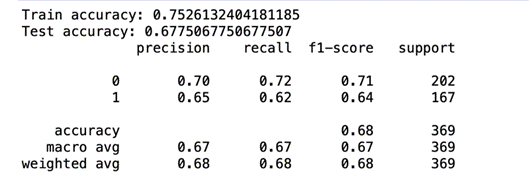 Train accuracy: 0.7526132404181185
Test accuracy: 0.6775067750677507
precision recall f1-score support
0 0.70 0.72 0.71 202
1 0.65 0.62 0.64 167
accuracy 0.68 369
macro avg 0.67 0.67 0.67 369
weighted avg 0.68 0.68 0.68 369